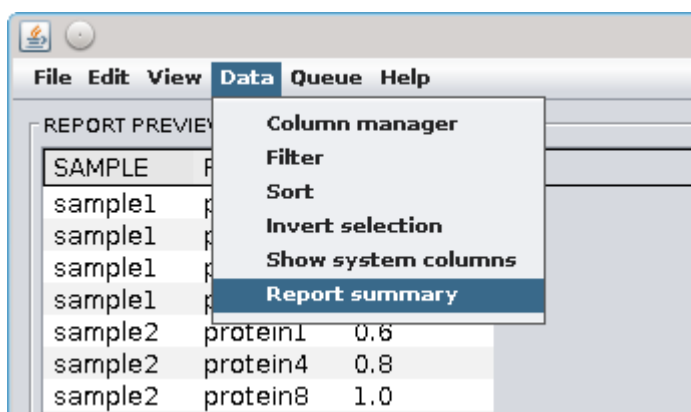 File Edit View Data Queue Help
REPORT PREVIEW
Column manager
Filter
Sort
Invert selection
Show system columns
Report summary
SAMPLE
sample1
sample1
sample1
sample1
sample2 protein1 0.6
sample2 protein4 0.8
sample2 protein8 1.0